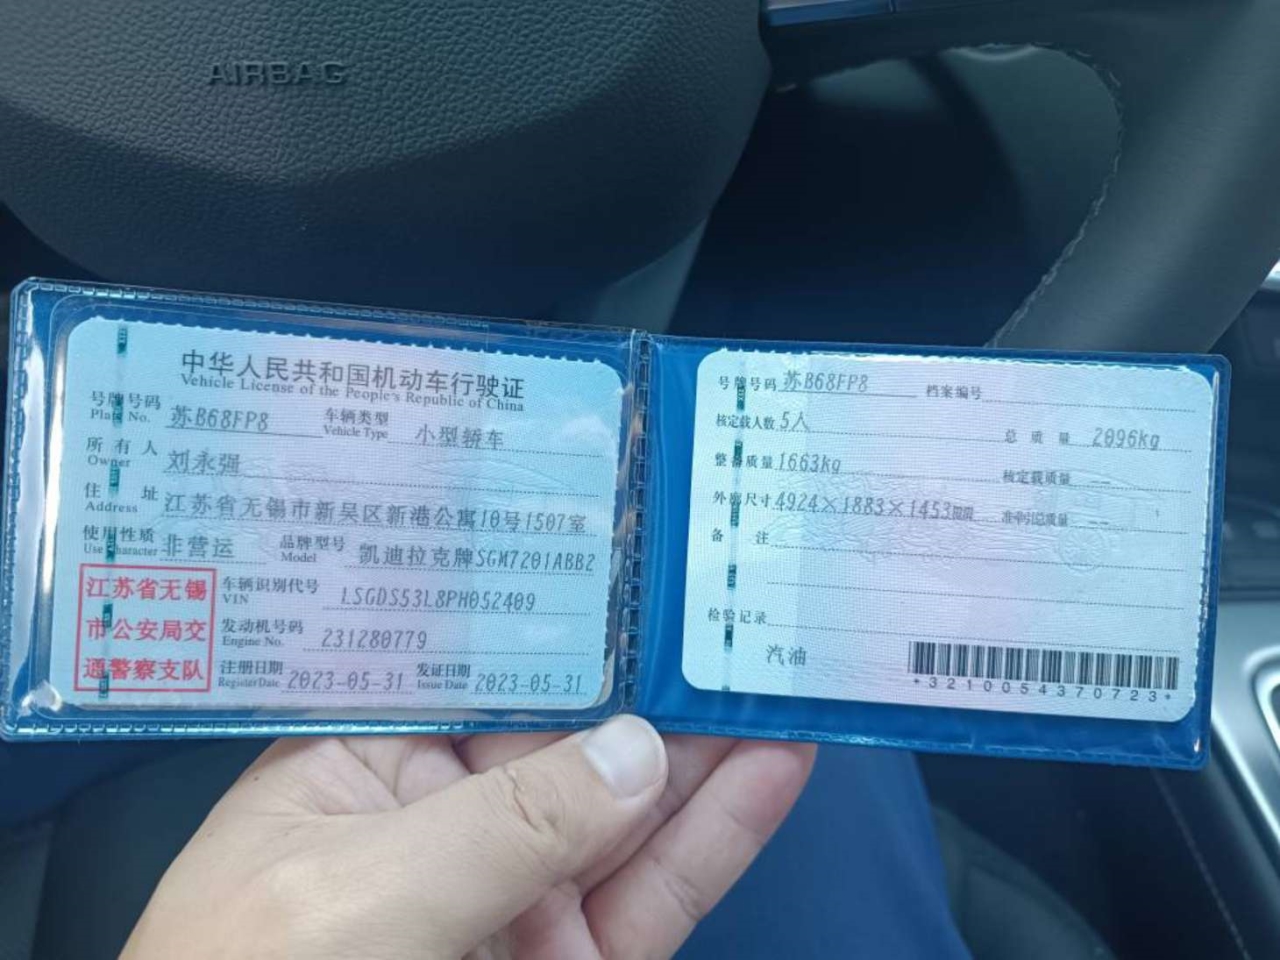 AIRBAG
中华人民共和国机动车行驶证
Vehicle License of the People's Republic of China
号牌号码 苏B68FP8 车辆类型 小型轿车
Plate No. Vehicle Type
所有人 刘永强
Owner
住址 江苏省无锡市新吴区新港公寓10号1507室
Address
使用性质 非营运 品牌型号 凯迪拉克牌SGM7201ABB2
Use Character Model
江苏省无锡市公安局交通警察支队
车辆识别代号 LSGDS53L8PH052409
VIN
发动机号码 231280779
Engine No.
注册日期 2023-05-31 发证日期 2023-05-31
Register Date Issue Date
号牌号码 苏B68FP8 档案编号
核定载人数 5人 总质量 2096kg
整备质量 1663kg 核定载质量 --
外廓尺寸 4924×1883×1453mm 准牵引总质量 --
备注
检验记录
汽油
*3210054370723*